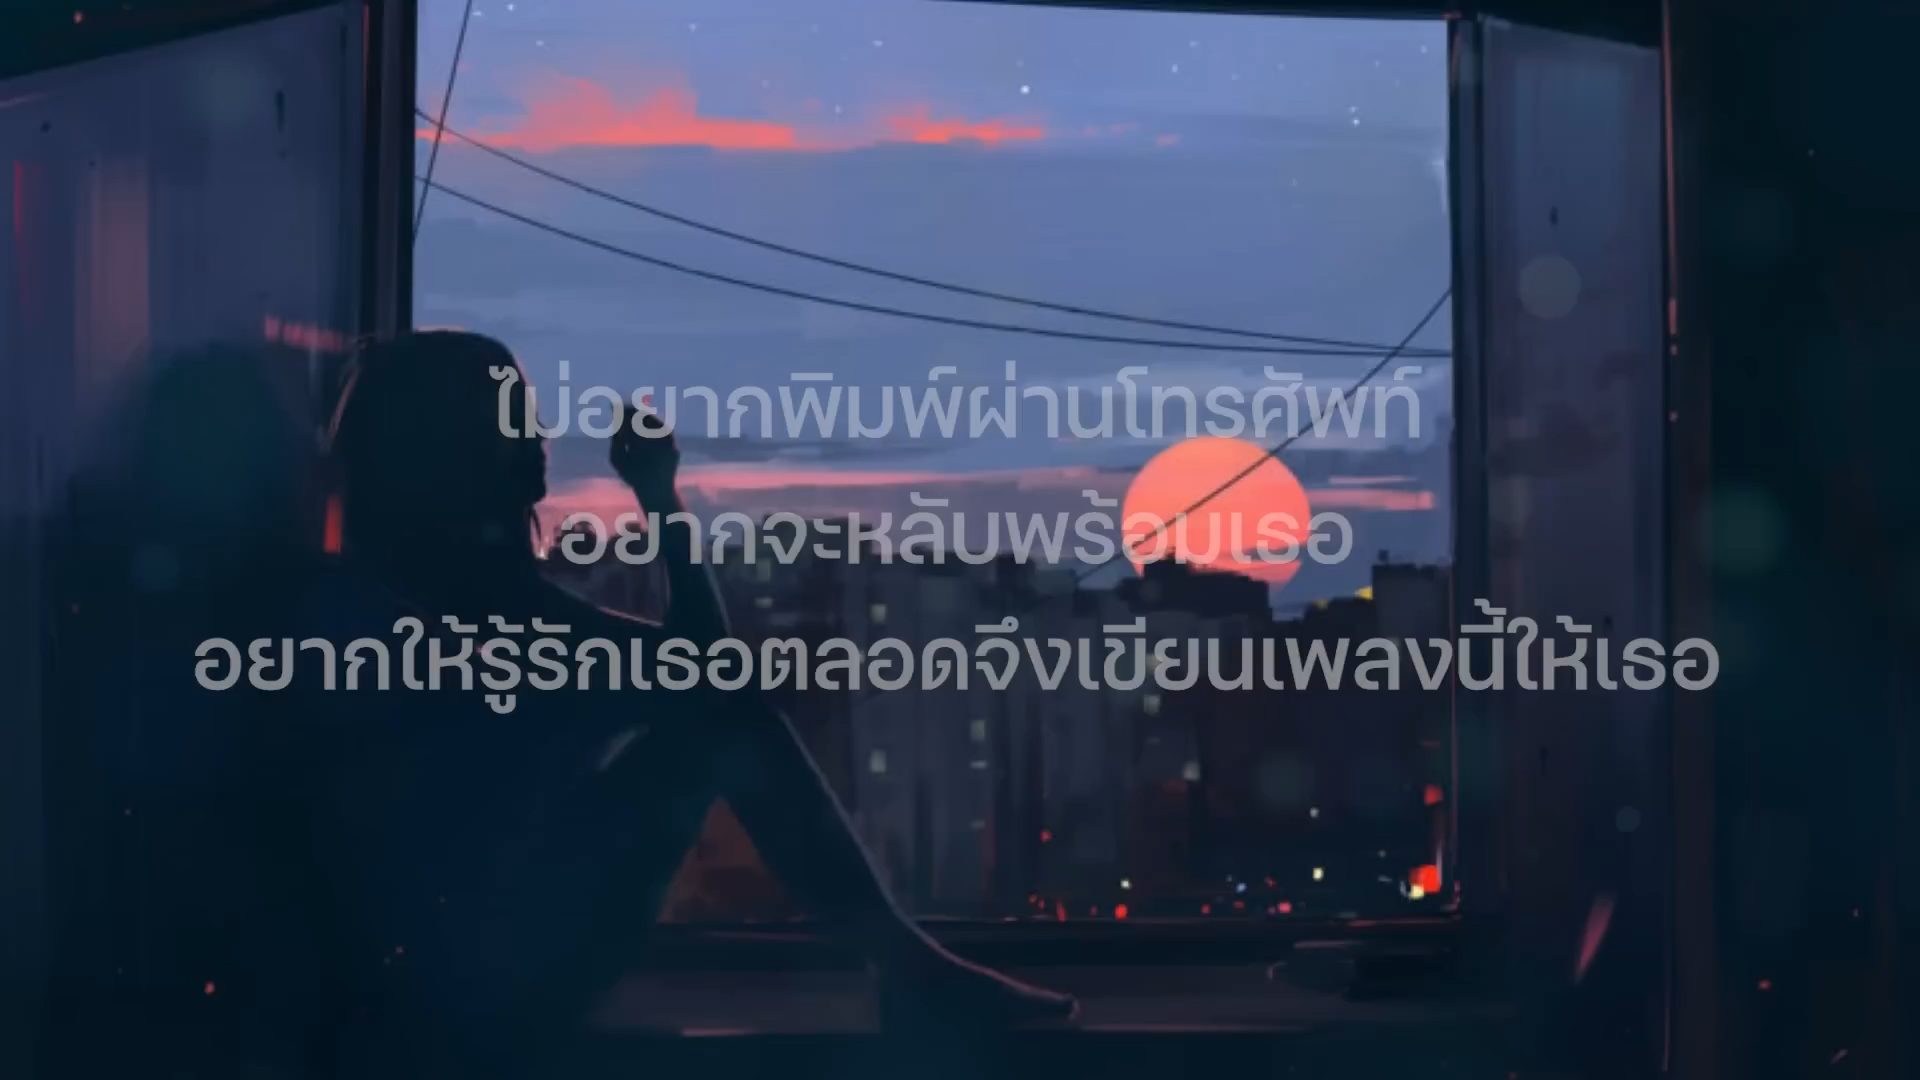 ไม่อยากพิมพ์ผ่านโทรศัพท์
อยากจะหลับพร้อมเธอ
อยากให้รู้รักเธอตลอดจึงเขียนเพลงนี้ให้เธอ